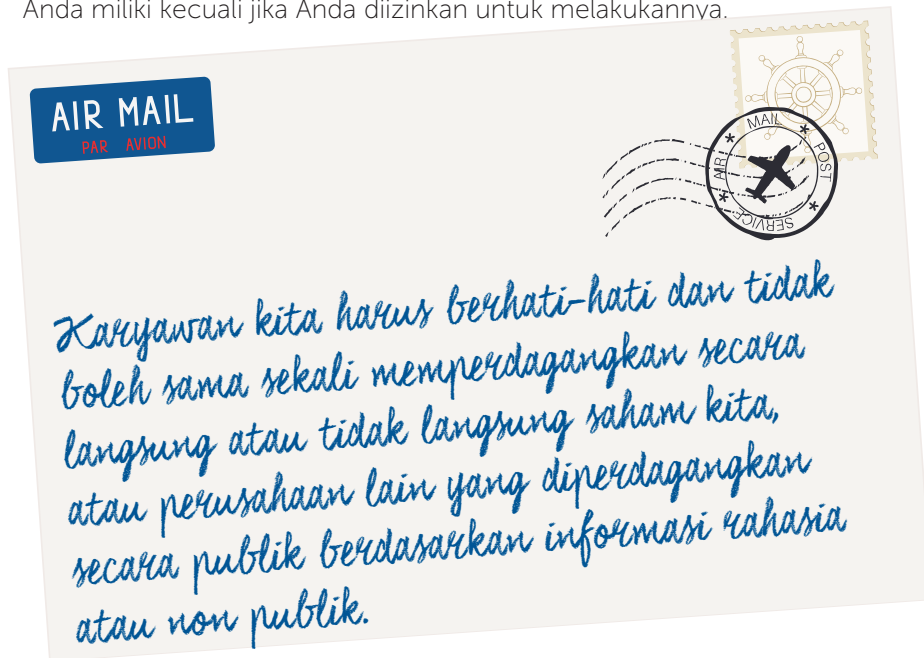 Anda miliki kecuali jika Anda diizinkan untuk melakukannya.
AIR MAIL
PAR AVION
AIR MAIL POST
SERVICE
Karyawan kita harus berhati-hati dan tidak
boleh sama sekali memperdagangkan secara
langsung atau tidak langsung saham kita,
atau perusahaan lain yang diperdagangkan
secara publik berdasarkan informasi rahasia
atau non publik.